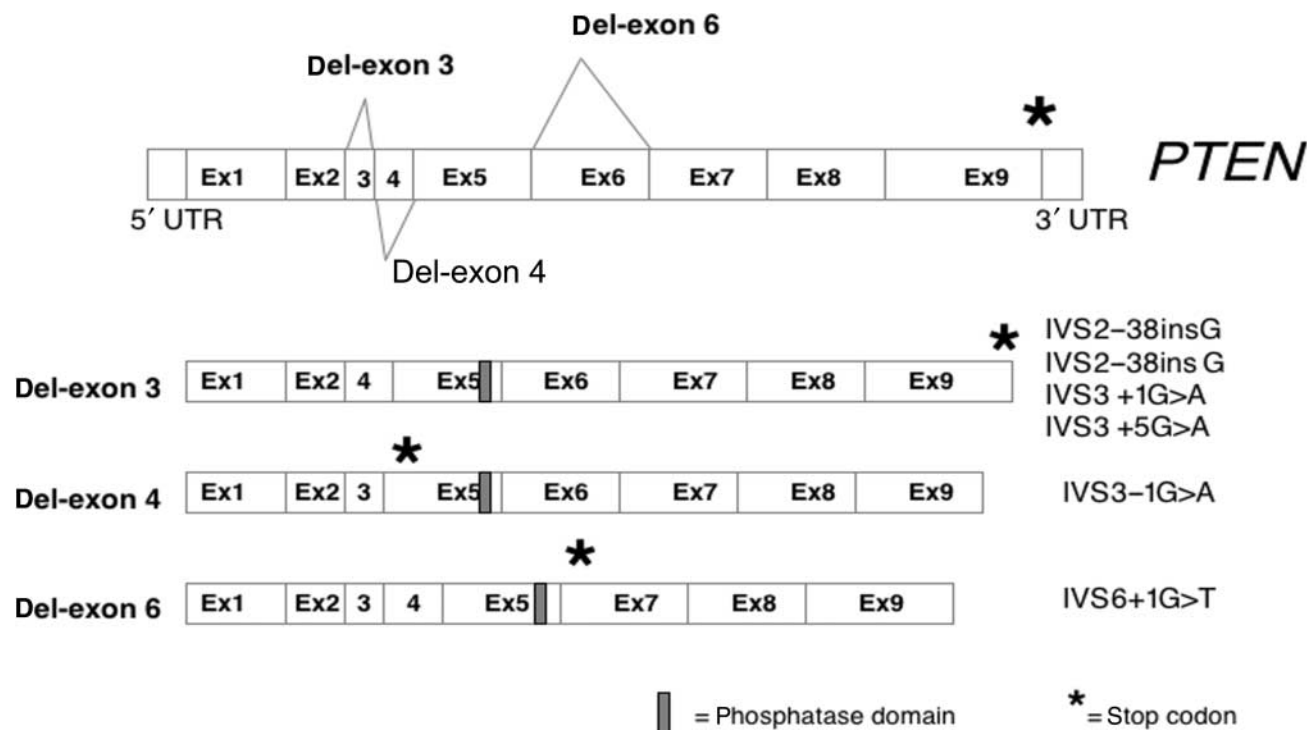 Del-exon 6
Del-exon 3
*
PTEN
Ex1 Ex2 3 4 Ex5 Ex6 Ex7 Ex8 Ex9
5′ UTR 3′ UTR
Del-exon 4
*
IVS2–38insG
IVS2–38ins G
IVS3 +1G>A
IVS3 +5G>A
Del-exon 3 Ex1 Ex2 4 Ex5 Ex6 Ex7 Ex8 Ex9
*
Del-exon 4 Ex1 Ex2 3 Ex5 Ex6 Ex7 Ex8 Ex9 IVS3–1G>A
*
Del-exon 6 Ex1 Ex2 3 4 Ex5 Ex7 Ex8 Ex9 IVS6+1G>T
= Phosphatase domain *= Stop codon